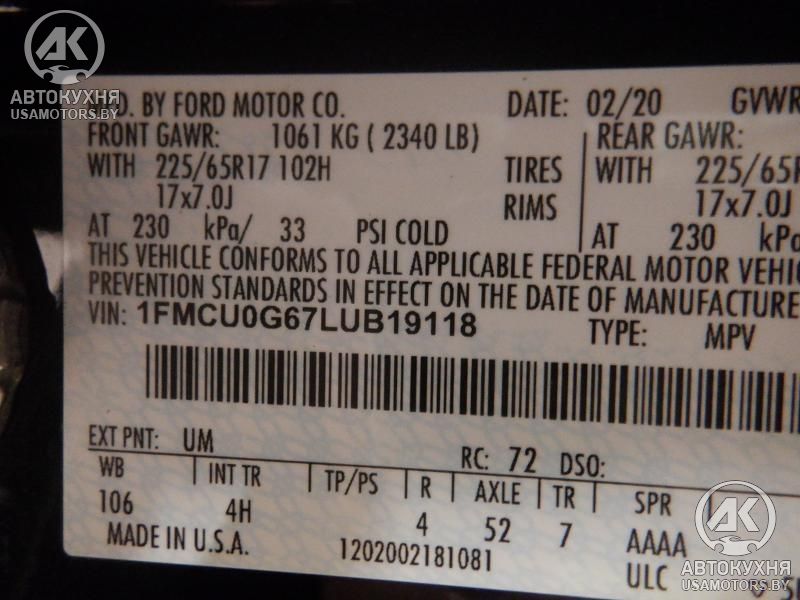 AK
АВТОКУХНЯ
USAMOTORS.BY
D. BY FORD MOTOR CO. DATE: 02/20 GVWR
FRONT GAWR: 1061 KG ( 2340 LB) REAR GAWR:
WITH 225/65R17 102H TIRES WITH 225/65R
17x7.0J RIMS 17x7.0J
AT 230 kPa/ 33 PSI COLD AT 230 kPa
THIS VEHICLE CONFORMS TO ALL APPLICABLE FEDERAL MOTOR VEHIC
PREVENTION STANDARDS IN EFFECT ON THE DATE OF MANUFACTURE
VIN: 1FMCU0G67LUB19118 TYPE: MPV
EXT PNT: UM RC: 72 DSO:
WB INT TR TP/PS R AXLE TR SPR
106 4H 4 52 7 AAAA
MADE IN U.S.A. 1202002181081 ULC
AK
АВТОКУХНЯ
USAMOTORS.BY